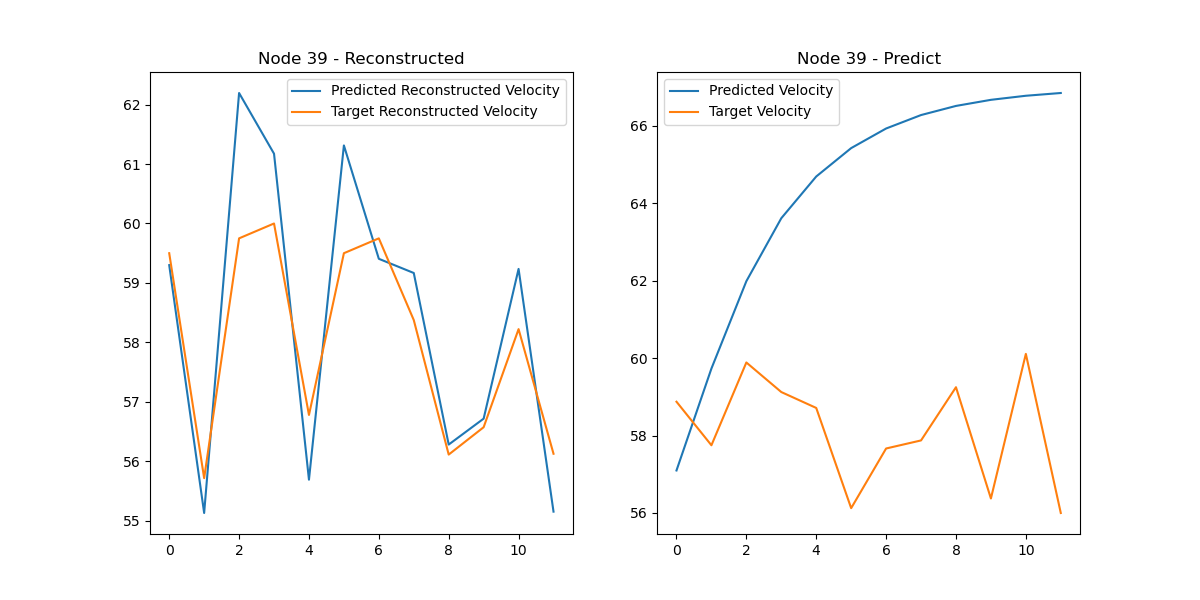 Node 39 - Reconstructed
Predicted Reconstructed Velocity
Target Reconstructed Velocity
62
61
60
59
58
57
56
55
0 2 4 6 8 10
Node 39 - Predict
Predicted Velocity
Target Velocity
66
64
62
60
58
56
0 2 4 6 8 10